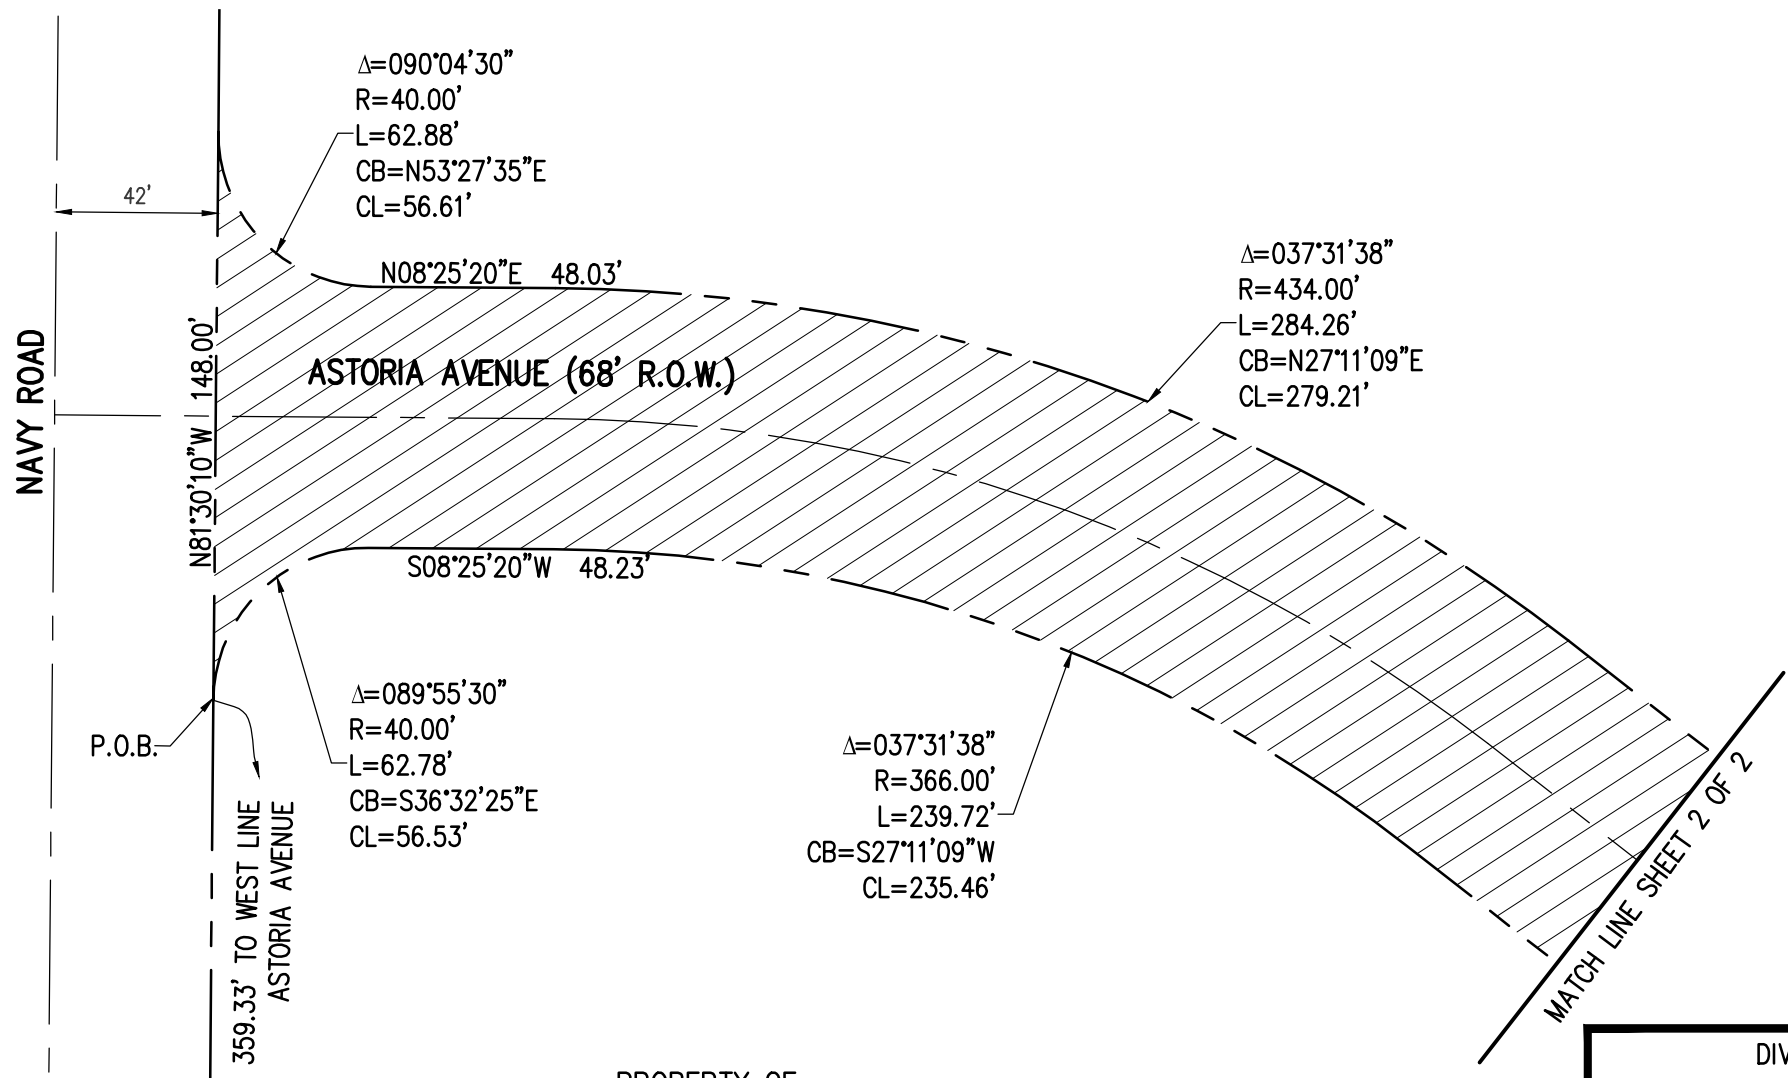 Δ=090°04'30"
R=40.00'
L=62.88'
CB=N53°27'35"E
CL=56.61'
42'
N08°25'20"E 48.03'
Δ=037°31'38"
R=434.00'
L=284.26'
CB=N27°11'09"E
CL=279.21'
NAVY ROAD
N81°30'10"W 148.00'
ASTORIA AVENUE (68' R.O.W.)
S08°25'20"W 48.23'
P.O.B.
Δ=089°55'30"
R=40.00'
L=62.78'
CB=S36°32'25"E
CL=56.53'
359.33' TO WEST LINE
ASTORIA AVENUE
Δ=037°31'38"
R=366.00'
L=239.72'
CB=S27°11'09"W
CL=235.46'
MATCH LINE SHEET 2 OF 2
PROPERTY OF
DIV